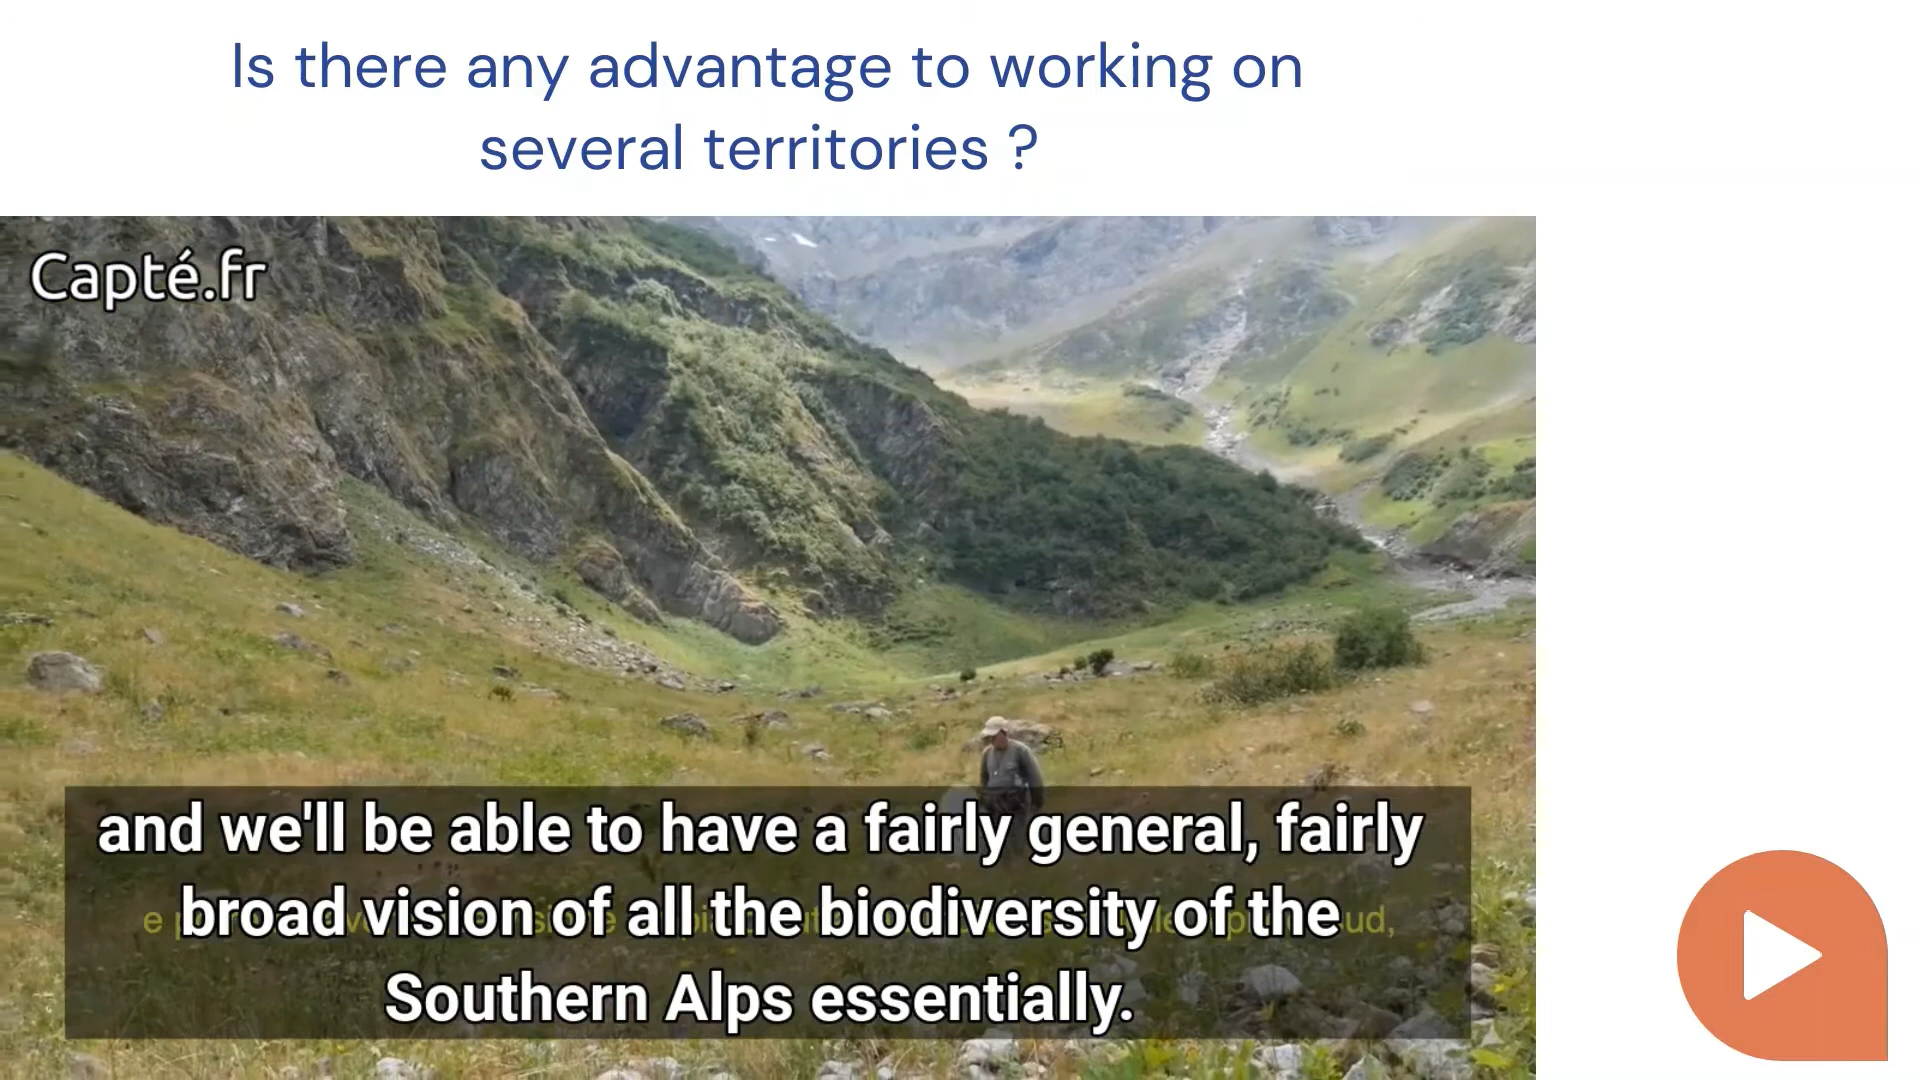 Is there any advantage to working on
several territories ?
Capté.fr
and we'll be able to have a fairly general, fairly
broad vision of all the biodiversity of the
Southern Alps essentially.